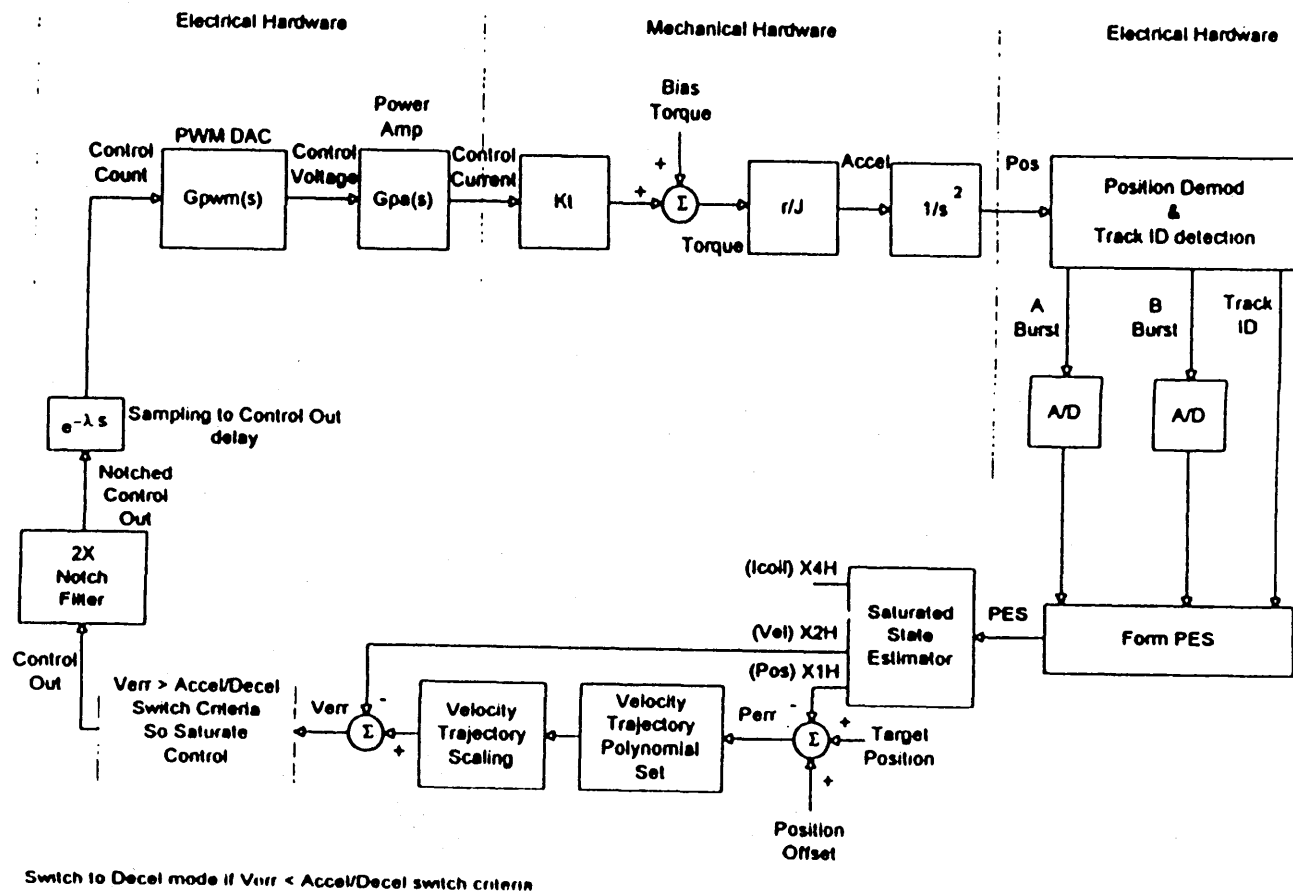 Electrical Hardware
Mechanical Hardware
Electrical Hardware
Bias
Torque
Power
Amp
PWM DAC
Control
Count
Control
Voltage
Control
Current
Accel
Pos
Gpwm(s)
Gpa(s)
Kt
+
+
Σ
Torque
r/J
1/s²
Position Demod
&
Track ID detection
A
Burst
B
Burst
Track
ID
A/D
A/D
e^-λ s
Sampling to Control Out
delay
Notched
Control
Out
2X
Notch
Filter
Control
Out
(Icoil) X4H
(Vel) X2H
(Pos) X1H
Saturated
State
Estimator
PES
Form PES
Verr > Accel/Decel
Switch Criteria
So Saturate
Control
Verr
-
Σ
+
Velocity
Trajectory
Scaling
Velocity
Trajectory
Polynomial
Set
Perr
-
+
Σ
+
Target
Position
Position
Offset
Switch to Decel mode if Verr < Accel/Decel switch criteria